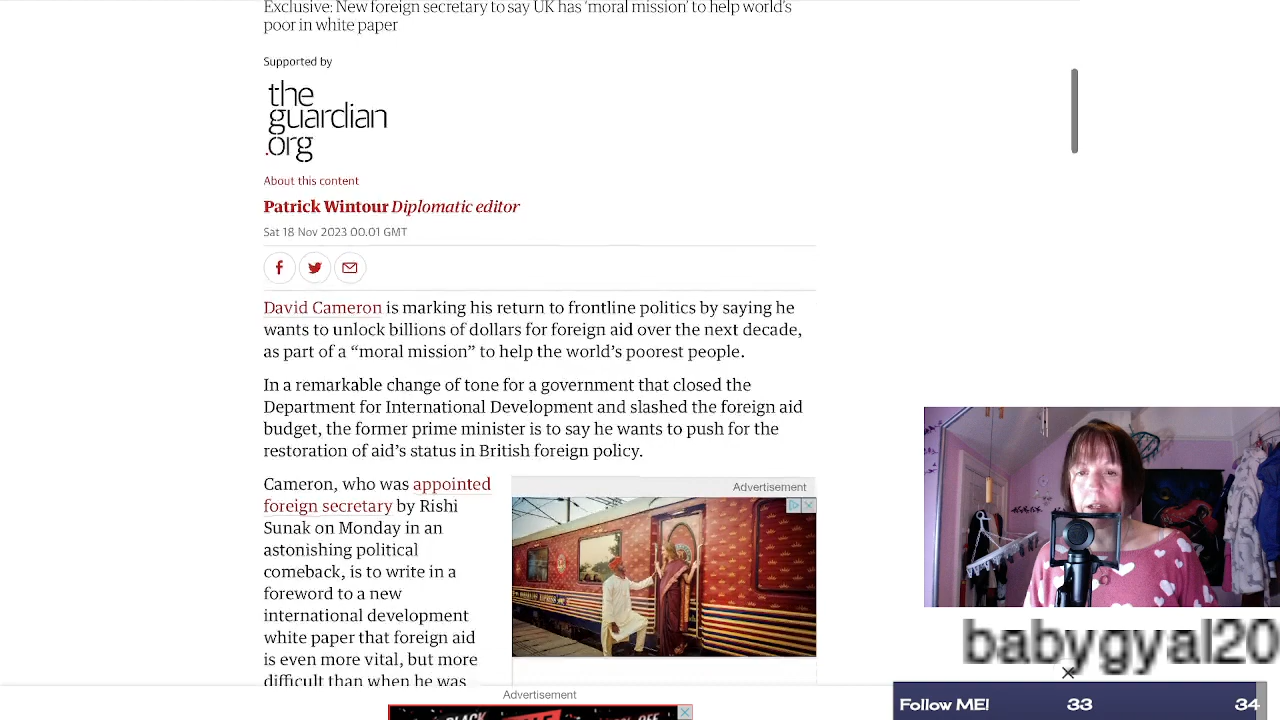 Exclusive: New foreign secretary to say UK has ‘moral mission’ to help world’s
poor in white paper
Supported by
the
guardian
.org
About this content
Patrick Wintour Diplomatic editor
Sat 18 Nov 2023 00.01 GMT
David Cameron is marking his return to frontline politics by saying he
wants to unlock billions of dollars for foreign aid over the next decade,
as part of a “moral mission” to help the world’s poorest people.
In a remarkable change of tone for a government that closed the
Department for International Development and slashed the foreign aid
budget, the former prime minister is to say he wants to push for the
restoration of aid’s status in British foreign policy.
Cameron, who was appointed
foreign secretary by Rishi
Sunak on Monday in an
astonishing political
comeback, is to write in a
foreword to a new
international development
white paper that foreign aid
is even more vital, but more
difficult than when he was
Advertisement
Advertisement
babygyal20
Follow ME! 33 34